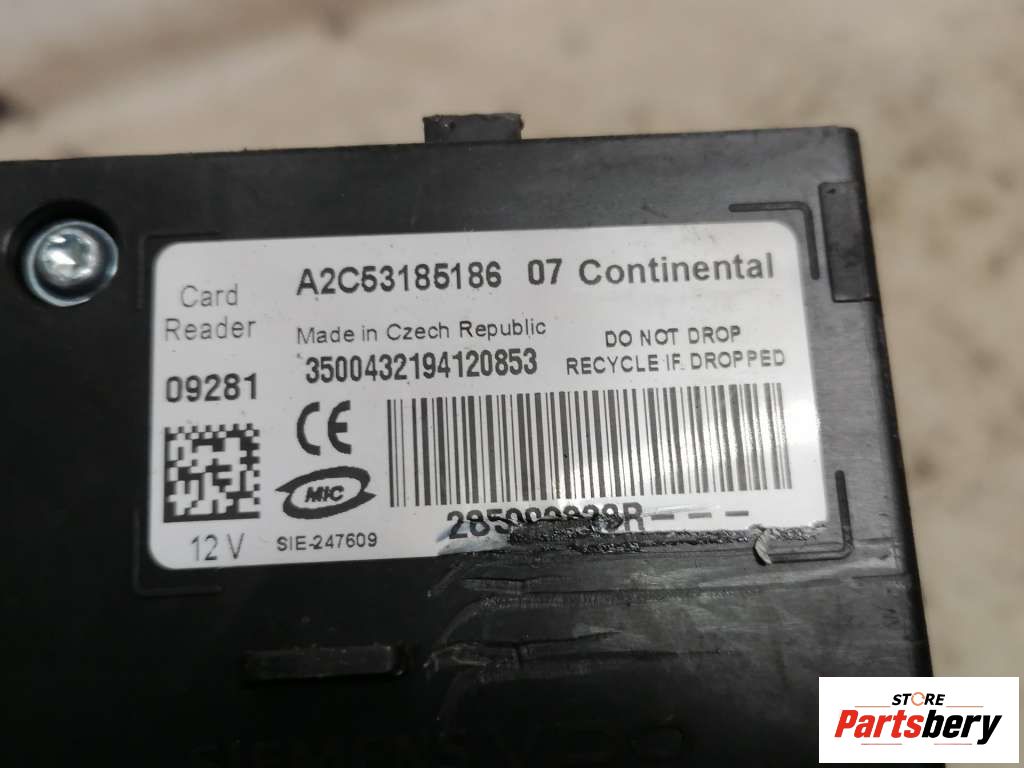 Card
Reader
09281
12 V
A2C53185186 07 Continental
Made in Czech Republic
3500432194120853
DO NOT DROP
RECYCLE IF DROPPED
CE
MIC
SIE-247609
STORE
Partsbery